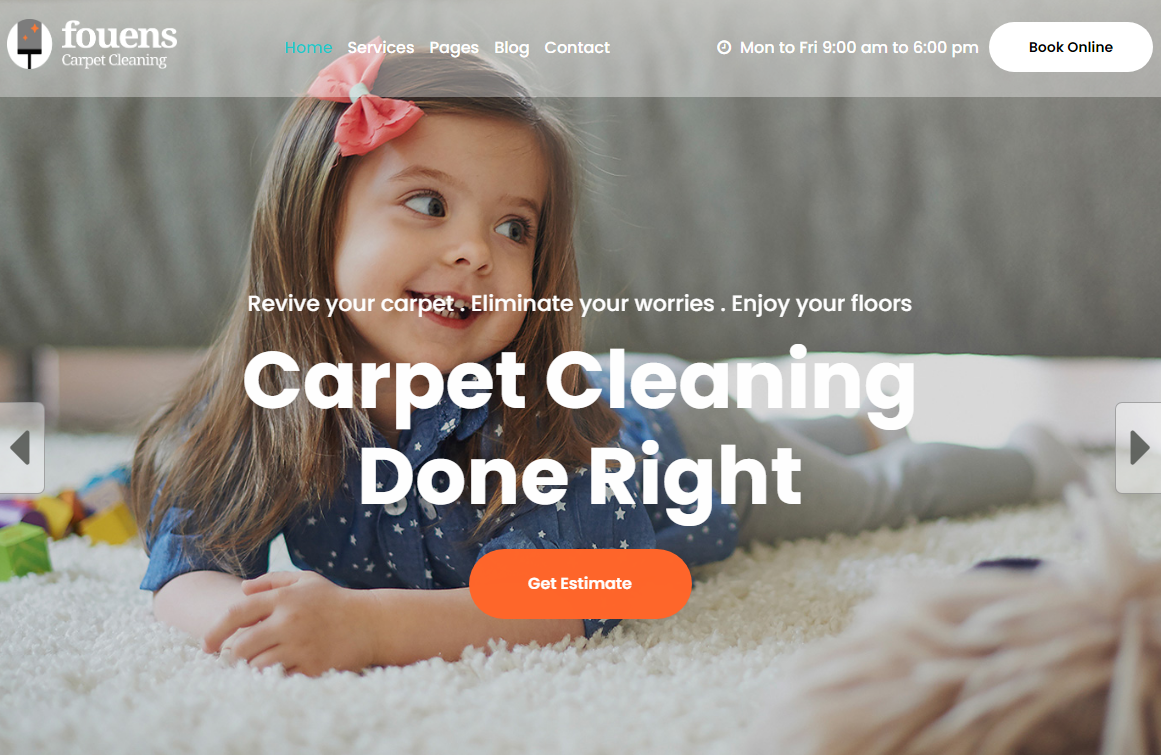 fouens
Carpet Cleaning
Home Services Pages Blog Contact
Mon to Fri 9:00 am to 6:00 pm
Book Online
Revive your carpet . Eliminate your worries . Enjoy your floors
Carpet Cleaning
Done Right
Get Estimate